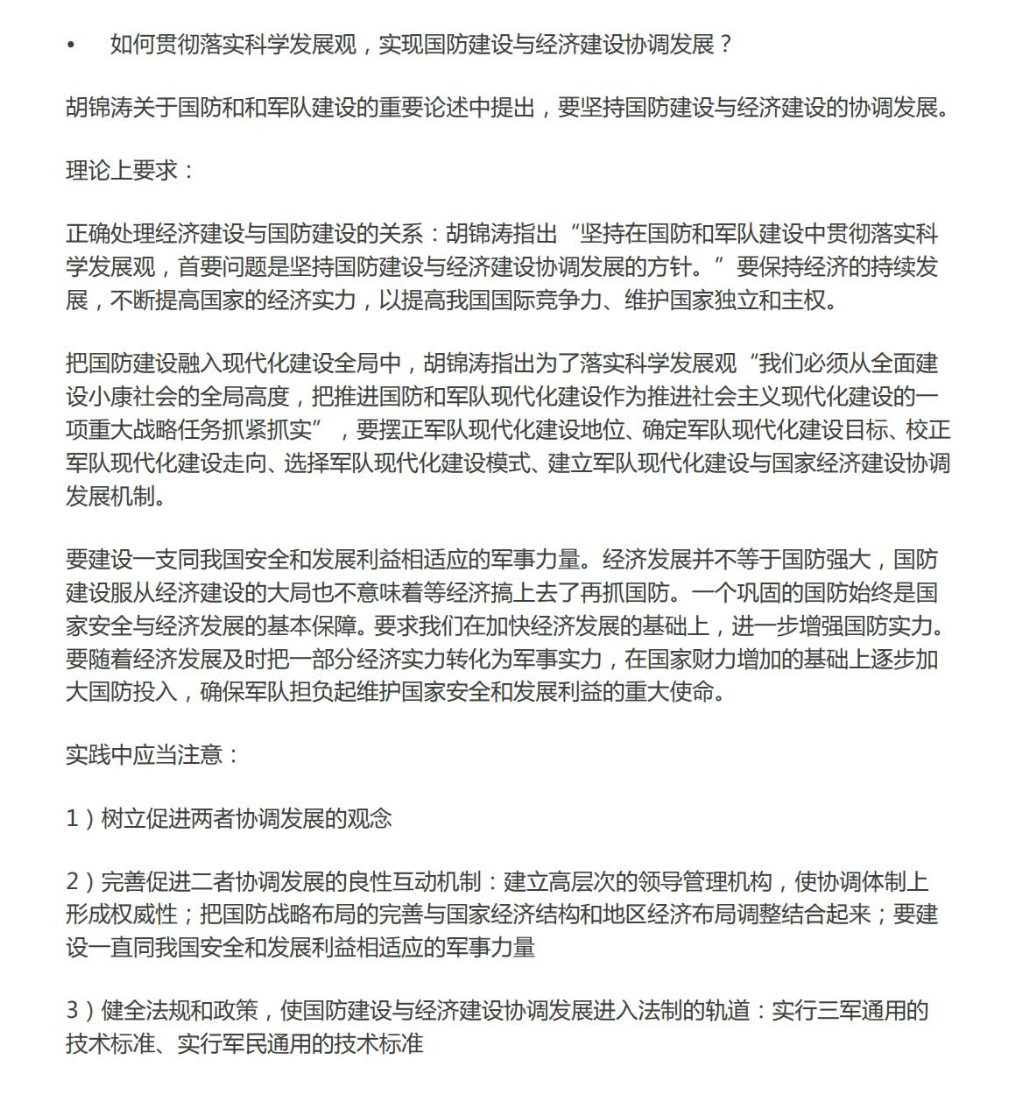 • 如何贯彻落实科学发展观，实现国防建设与经济建设协调发展？
胡锦涛关于国防和和军队建设的重要论述中提出，要坚持国防建设与经济建设的协调发展。
理论上要求：
正确处理经济建设与国防建设的关系：胡锦涛指出“坚持在国防和军队建设中贯彻落实科
学发展观，首要问题是坚持国防建设与经济建设协调发展的方针。”要保持经济的持续发
展，不断提高国家的经济实力，以提高我国国际竞争力、维护国家独立和主权。
把国防建设融入现代化建设全局中，胡锦涛指出为了落实科学发展观“我们必须从全面建
设小康社会的全局高度，把推进国防和军队现代化建设作为推进社会主义现代化建设的一
项重大战略任务抓紧抓实”，要摆正军队现代化建设地位、确定军队现代化建设目标、校正
军队现代化建设走向、选择军队现代化建设模式、建立军队现代化建设与国家经济建设协调
发展机制。
要建设一支同我国安全和发展利益相适应的军事力量。经济发展并不等于国防强大，国防
建设服从经济建设的大局也不意味着等经济搞上去了再抓国防。一个巩固的国防始终是国
家安全与经济发展的基本保障。要求我们在加快经济发展的基础上，进一步增强国防实力。
要随着经济发展及时把一部分经济实力转化为军事实力，在国家财力增加的基础上逐步加
大国防投入，确保军队担负起维护国家安全和发展利益的重大使命。
实践中应当注意：
1）树立促进两者协调发展的观念
2）完善促进二者协调发展的良性互动机制：建立高层次的领导管理机构，使协调体制上
形成权威性；把国防战略布局的完善与国家经济结构和地区经济布局调整结合起来；要建
设一直同我国安全和发展利益相适应的军事力量
3）健全法规和政策，使国防建设与经济建设协调发展进入法制的轨道：实行三军通用的
技术标准、实行军民通用的技术标准